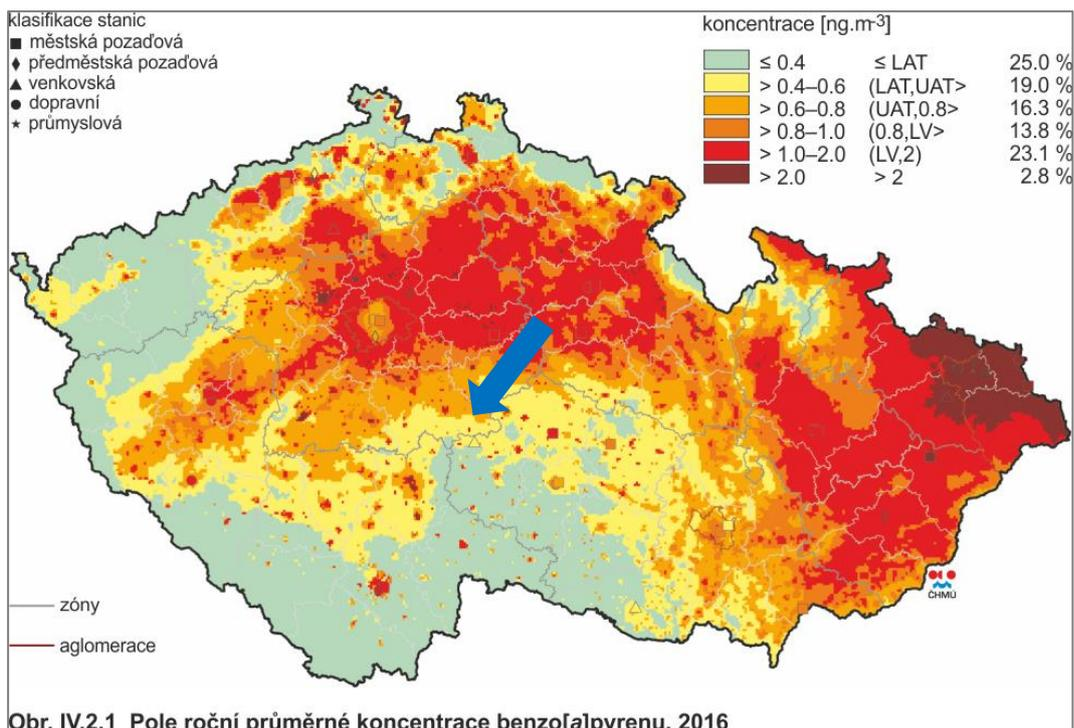 klasifikace stanic
městská pozaďová
předměstská pozaďová
venkovská
dopravní
průmyslová
koncentrace [ng.m-3]
≤ 0.4 ≤ LAT 25.0 %
> 0.4–0.6 (LAT,UAT> 19.0 %
> 0.6–0.8 (UAT,0.8> 16.3 %
> 0.8–1.0 (0.8,LV> 13.8 %
> 1.0–2.0 (LV,2) 23.1 %
> 2.0 > 2 2.8 %
ČHMÚ
zóny
aglomerace
Obr. IV.2.1 Pole roční průměrné koncentrace benzo[a]pyrenu, 2016